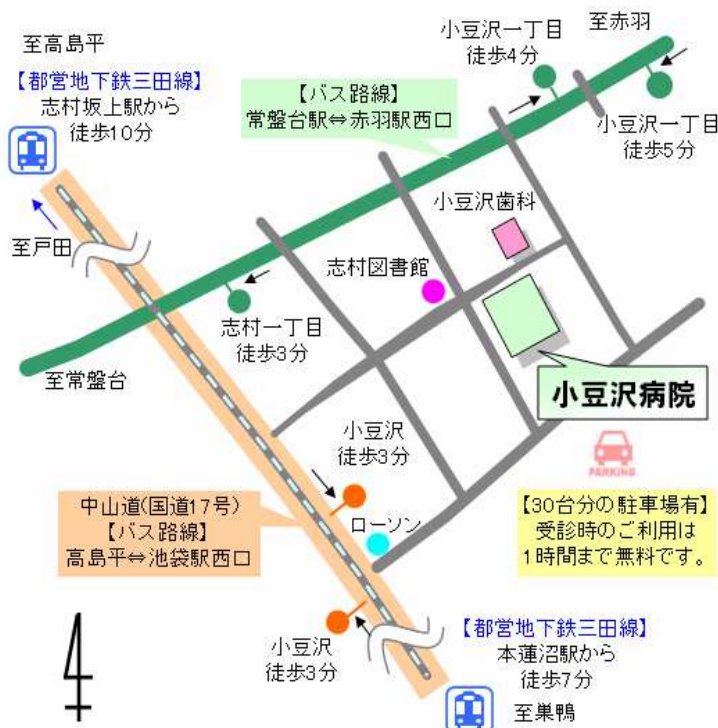 至高島平
【都営地下鉄三田線】
志村坂上駅から
徒歩10分
小豆沢一丁目
徒歩4分
至赤羽
【バス路線】
常盤台駅⇔赤羽駅西口
小豆沢一丁目
徒歩5分
小豆沢歯科
至戸田
志村図書館
志村一丁目
徒歩3分
至常盤台
小豆沢病院
小豆沢
徒歩3分
PARKING
中山道(国道17号)
【バス路線】
高島平⇔池袋駅西口
ローソン
【30台分の駐車場有】
受診時のご利用は
1時間まで無料です。
小豆沢
徒歩3分
【都営地下鉄三田線】
本蓮沼駅から
徒歩7分
至巣鴨